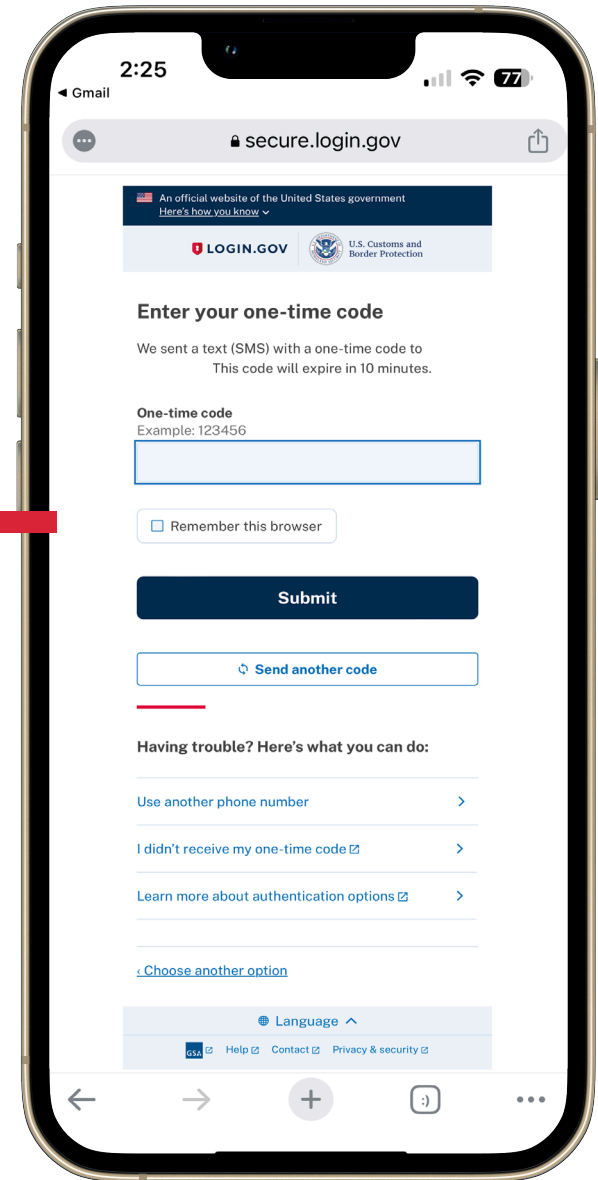 2:25
77
◀ Gmail
secure.login.gov
An official website of the United States government
Here's how you know
LOGIN.GOV
U.S. Customs and
Border Protection
Enter your one-time code
We sent a text (SMS) with a one-time code to
This code will expire in 10 minutes.
One-time code
Example: 123456
Remember this browser
Submit
Send another code
Having trouble? Here's what you can do:
Use another phone number
I didn't receive my one-time code
Learn more about authentication options
‹ Choose another option
Language
GSA Help Contact Privacy & security
:)